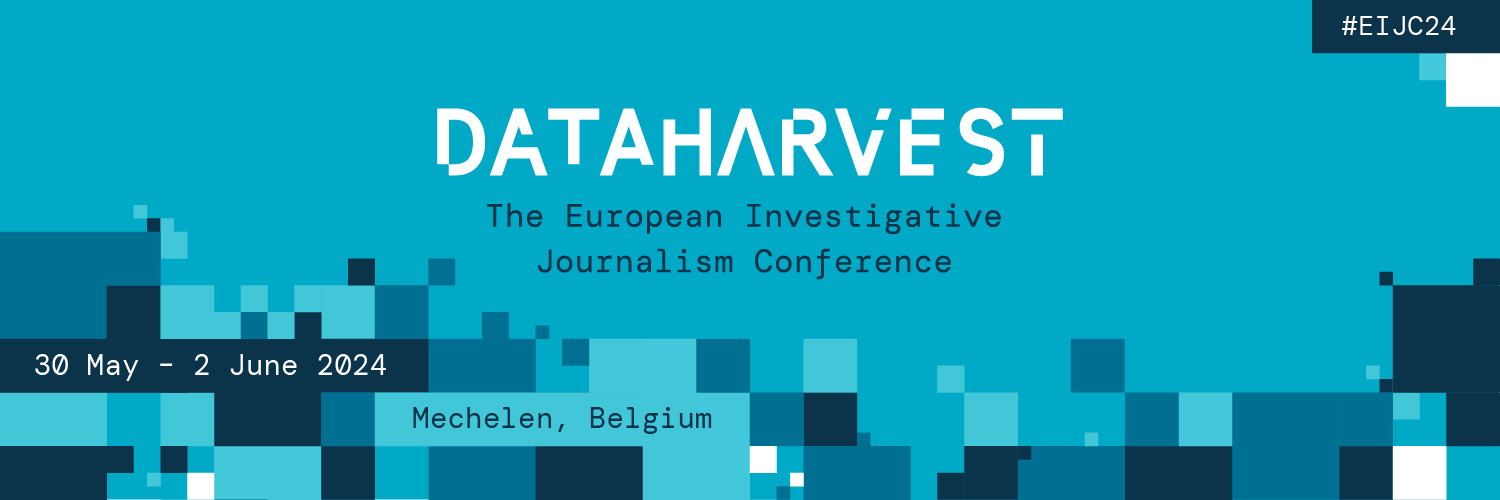 #EIJC24
DATAHARVEST
The European Investigative
Journalism Conference
30 May – 2 June 2024
Mechelen, Belgium